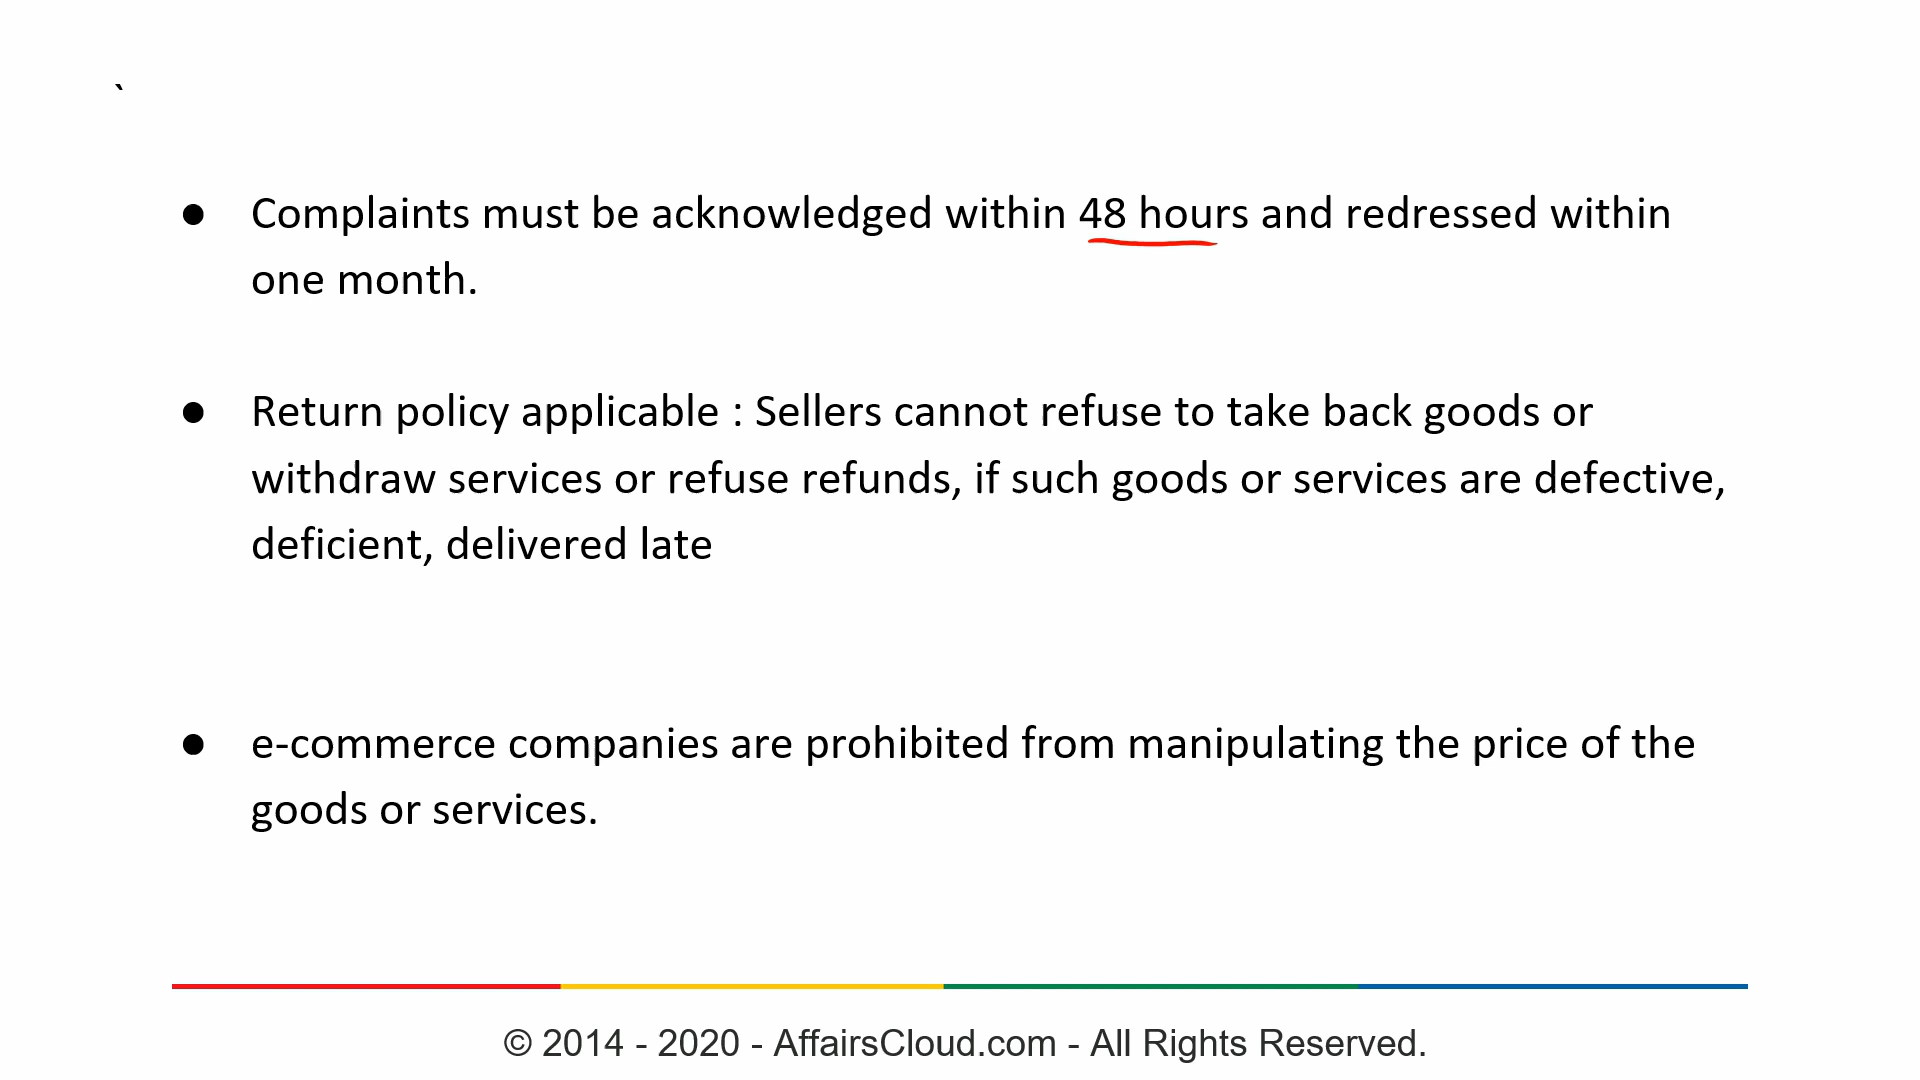 `
● Complaints must be acknowledged within 48 hours and redressed within
one month.
● Return policy applicable : Sellers cannot refuse to take back goods or
withdraw services or refuse refunds, if such goods or services are defective,
deficient, delivered late
● e-commerce companies are prohibited from manipulating the price of the
goods or services.
© 2014 - 2020 - AffairsCloud.com - All Rights Reserved.